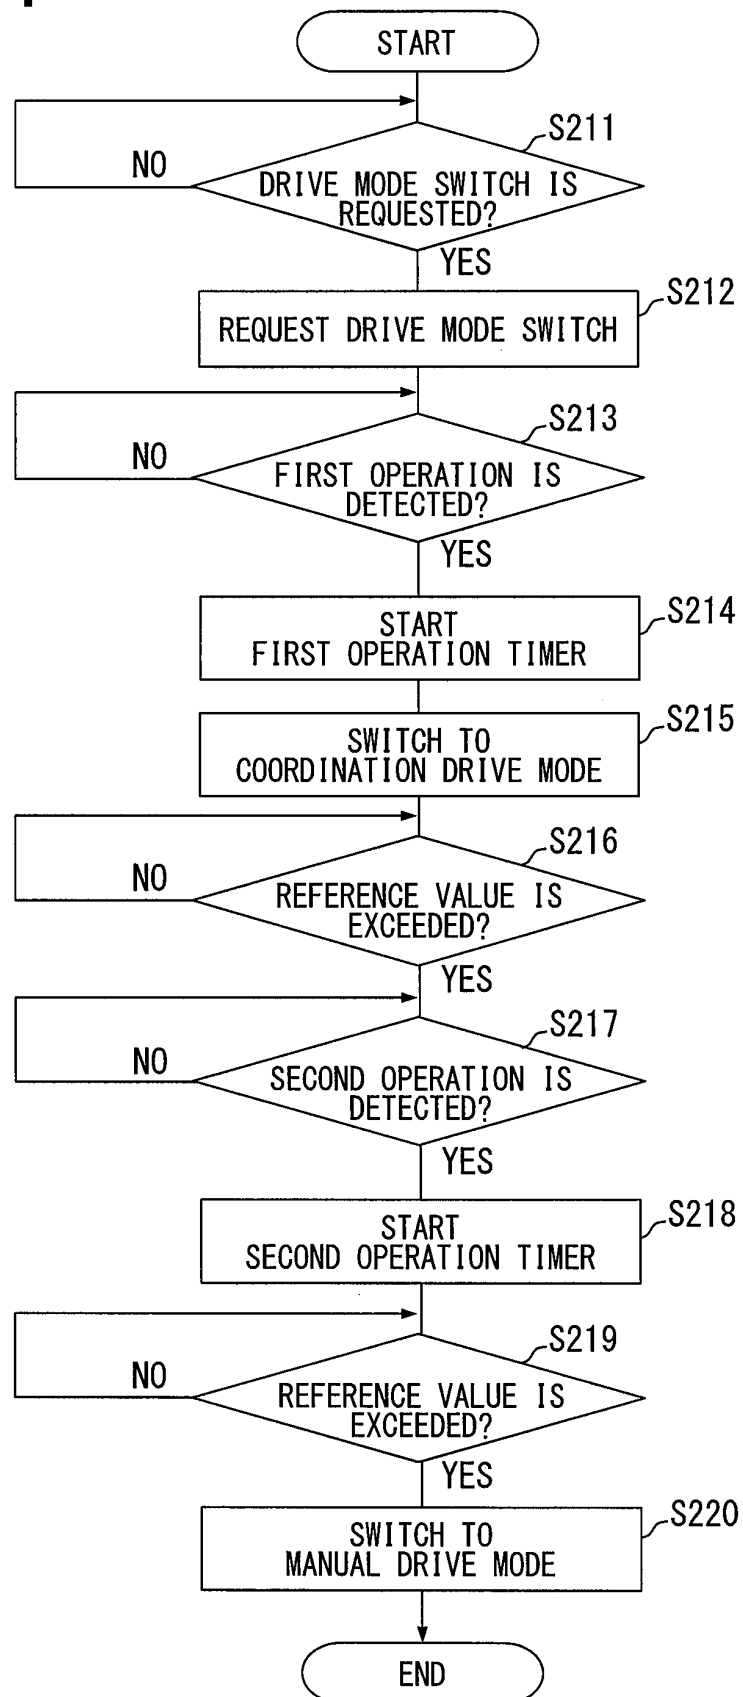 START
S211
NO
DRIVE MODE SWITCH IS
REQUESTED?
YES
S212
REQUEST DRIVE MODE SWITCH
S213
NO
FIRST OPERATION IS
DETECTED?
YES
S214
START
FIRST OPERATION TIMER
S215
SWITCH TO
COORDINATION DRIVE MODE
S216
NO
REFERENCE VALUE IS
EXCEEDED?
YES
S217
NO
SECOND OPERATION IS
DETECTED?
YES
S218
START
SECOND OPERATION TIMER
S219
NO
REFERENCE VALUE IS
EXCEEDED?
YES
S220
SWITCH TO
MANUAL DRIVE MODE
END